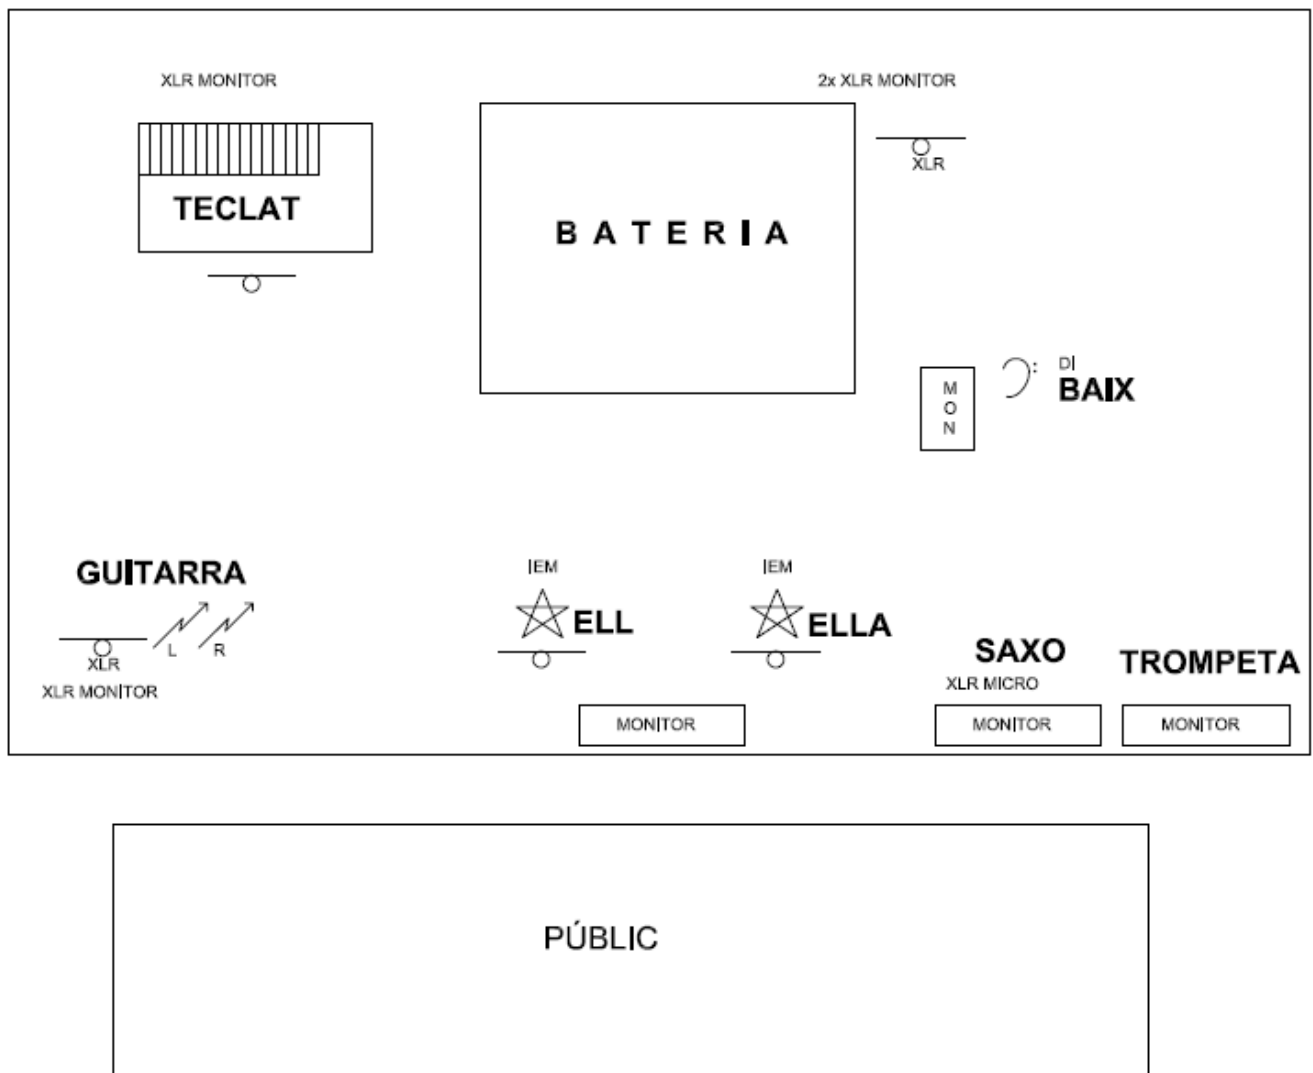 XLR MONITOR
2x XLR MONITOR
XLR
TECLAT
BATERIA
MON
DI
BAIX
GUITARRA
L R
XLR
XLR MONITOR
IEM
ELL
IEM
ELLA
SAXO
XLR MICRO
TROMPETA
MONITOR
MONITOR
MONITOR
PÚBLIC